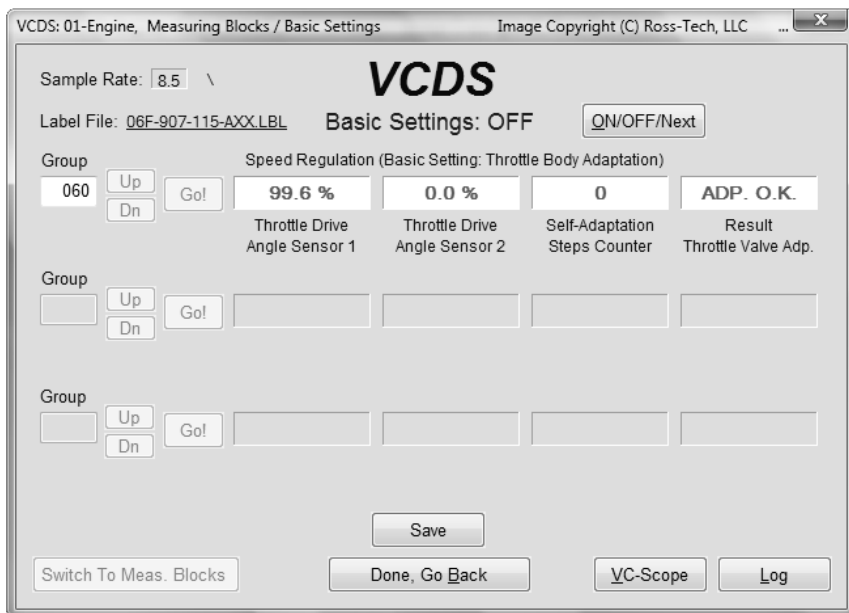 VCDS: 01-Engine, Measuring Blocks / Basic Settings Image Copyright (C) Ross-Tech, LLC ... X
Sample Rate: 8.5 \
VCDS
Label File: 06F-907-115-AXX.LBL Basic Settings: OFF ON/OFF/Next
Group Speed Regulation (Basic Setting: Throttle Body Adaptation)
060 Up Dn Go! 99.6 % 0.0 % 0 ADP. O.K.
Throttle Drive Throttle Drive Self-Adaptation Result
Angle Sensor 1 Angle Sensor 2 Steps Counter Throttle Valve Adp.
Group
Up
Go!
Dn
Group
Up
Go!
Dn
Save
Switch To Meas. Blocks Done, Go Back VC-Scope Log